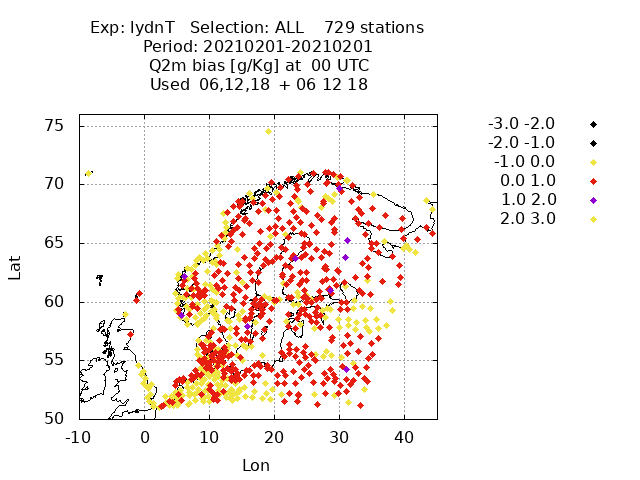 Exp: lydnT   Selection: ALL    729 stations
Period: 20210201-20210201
Q2m bias [g/Kg] at  00 UTC
Used  06,12,18  + 06 12 18
-3.0 -2.0
-2.0 -1.0
-1.0 0.0
0.0 1.0
1.0 2.0
2.0 3.0
75
70
65
60
55
50
Lat
-10 0 10 20 30 40
Lon